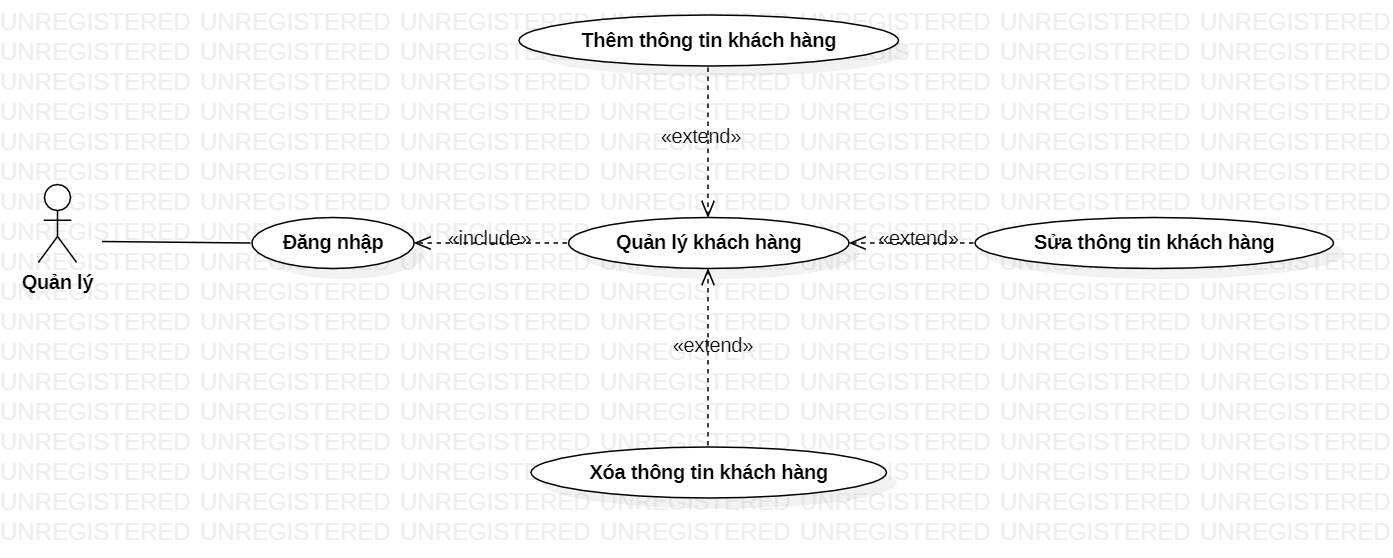 Thêm thông tin khách hàng
«extend»
Đăng nhập
«include»
Quản lý khách hàng
«extend»
Sửa thông tin khách hàng
Quản lý
«extend»
Xóa thông tin khách hàng
UNREGISTERED UNREGISTERED UNREGISTERED UNREGISTERED UNREGISTERED UNREGISTERED UNREGISTERED